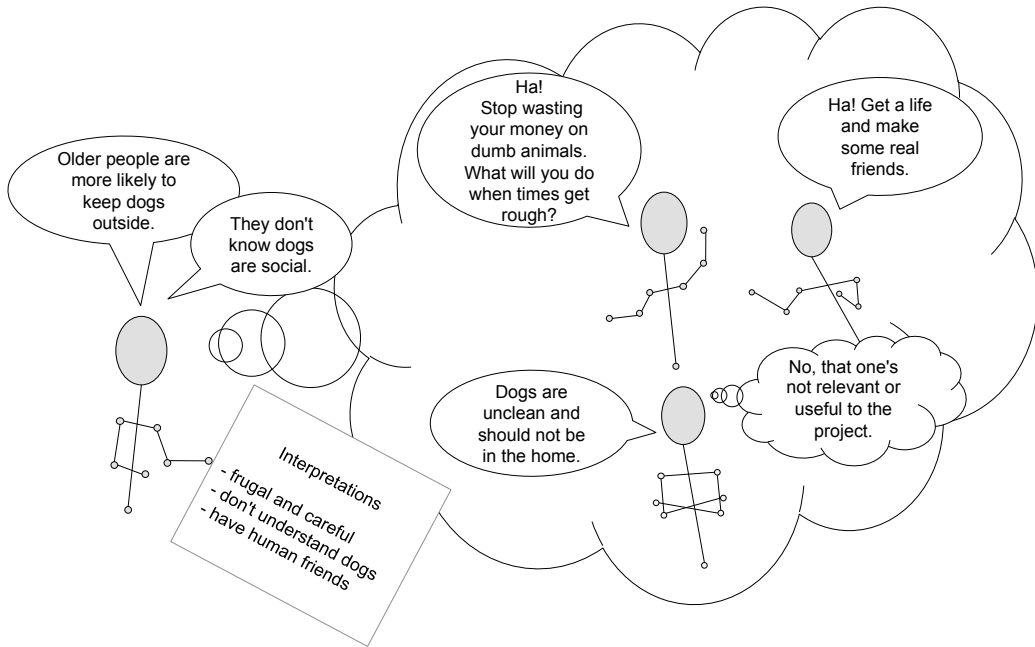 Older people are
more likely to
keep dogs
outside.
They don't
know dogs
are social.
Interpretations
- frugal and careful
- don't understand dogs
- have human friends
Ha!
Stop wasting
your money on
dumb animals.
What will you do
when times get
rough?
Ha! Get a life
and make
some real
friends.
Dogs are
unclean and
should not be
in the home.
No, that one's
not relevant or
useful to the
project.